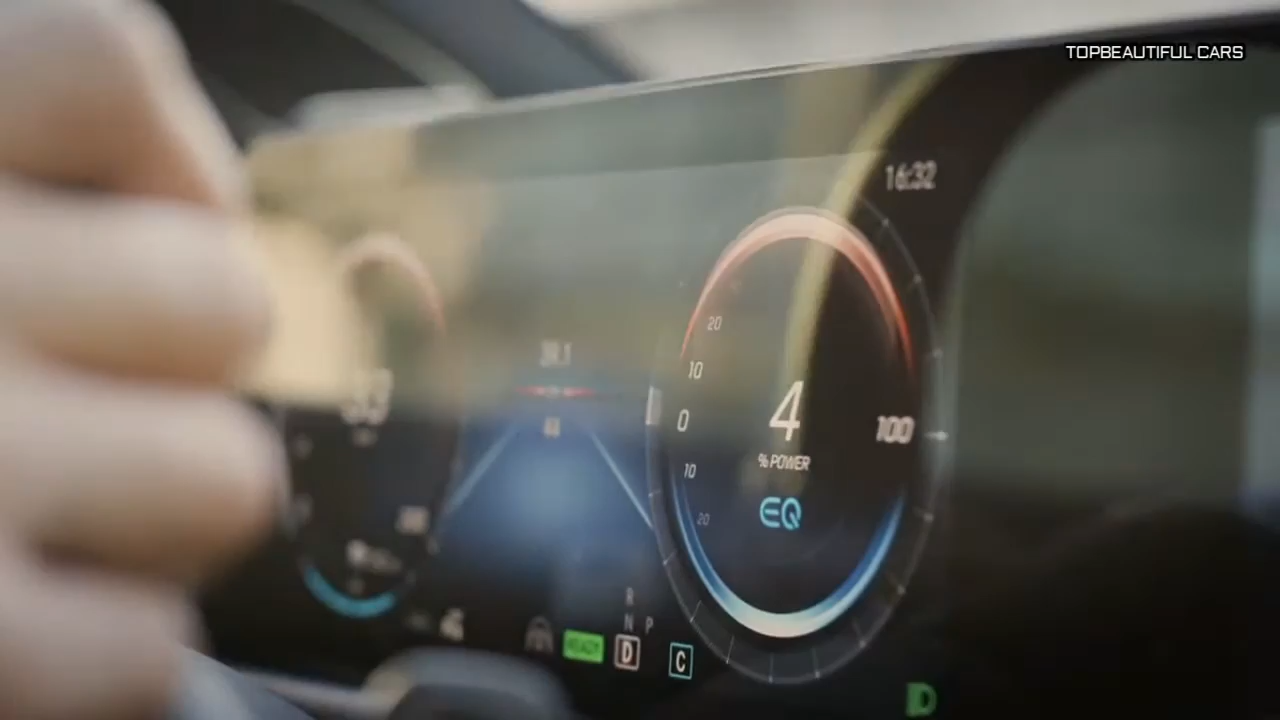 TOPBEAUTIFUL CARS
16:32
20
10
0
4
100
% POWER
10
EQ
20
R
N P
READY
D
C